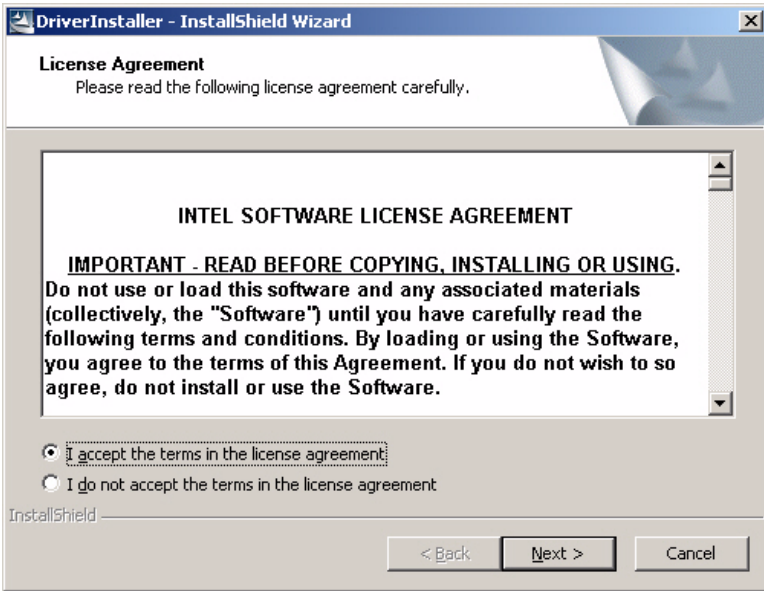 DriverInstaller - InstallShield Wizard
License Agreement
Please read the following license agreement carefully.
INTEL SOFTWARE LICENSE AGREEMENT
IMPORTANT - READ BEFORE COPYING, INSTALLING OR USING.
Do not use or load this software and any associated materials
(collectively, the "Software") until you have carefully read the
following terms and conditions. By loading or using the Software,
you agree to the terms of this Agreement. If you do not wish to so
agree, do not install or use the Software.
I accept the terms in the license agreement
I do not accept the terms in the license agreement
InstallShield
< Back Next > Cancel